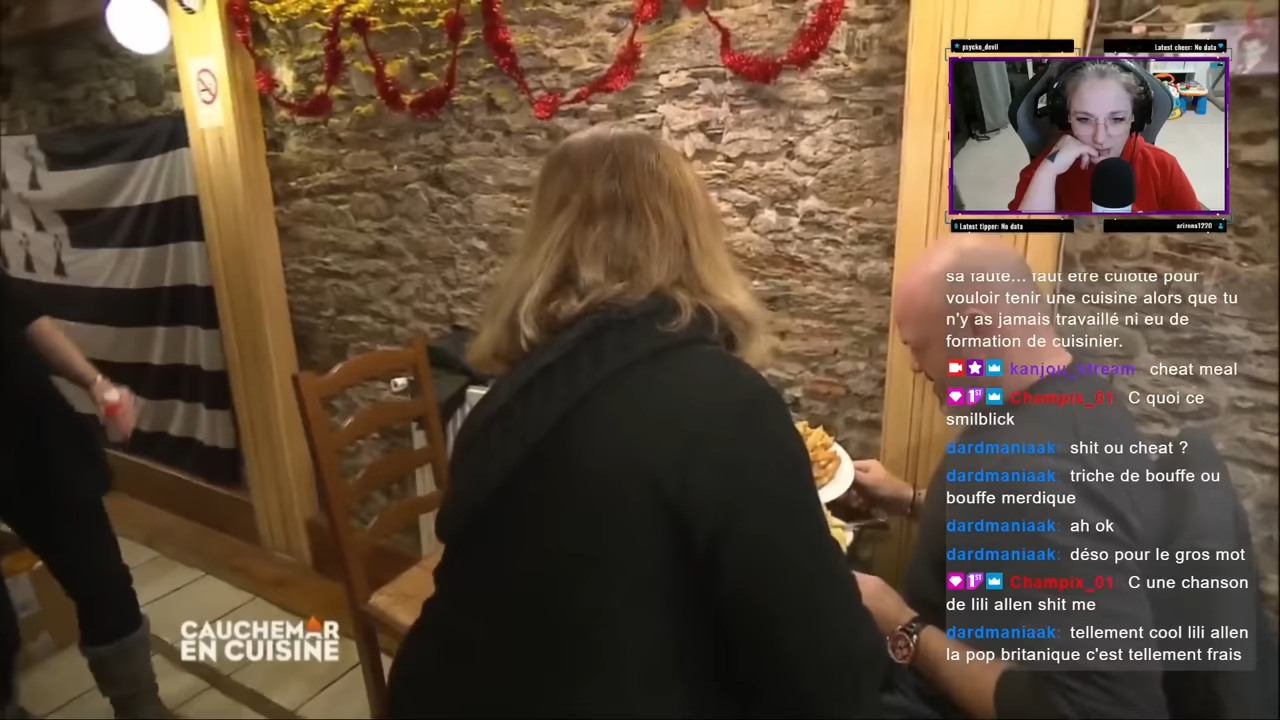 psycko_devil
Latest cheer: No data
Latest tipper: No data
arizona1220
sa faute... faut être culotté pour
vouloir tenir une cuisine alors que tu
n'y as jamais travaillé ni eu de
formation de cuisinier.
kanjou_stream cheat meal
1ST Champix_01 C quoi ce
smilblick
dardmaniaak: shit ou cheat ?
dardmaniaak: triche de bouffe ou
bouffe merdique
dardmaniaak: ah ok
dardmaniaak: déso pour le gros mot
1ST Champix_01 C une chanson
de lili allen shit me
dardmaniaak: tellement cool lili allen
la pop britanique c'est tellement frais
CAUCHEMAR
EN CUISINE